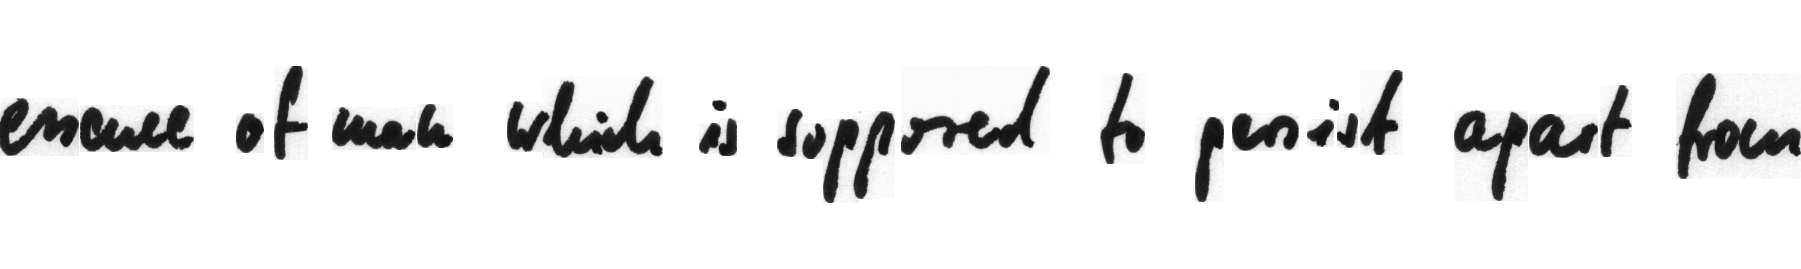 essence of man which is supposed to persist apart from